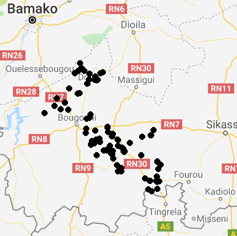 Bamako
RN6
Dioila
RN26
Ouelessebougou
RN30
Massigui
RN28
RN11
Bougou
RN7
Sikass
RN8
RN9
RN30
Fourou
Kadiolo
Tingrela
Misseni
A5